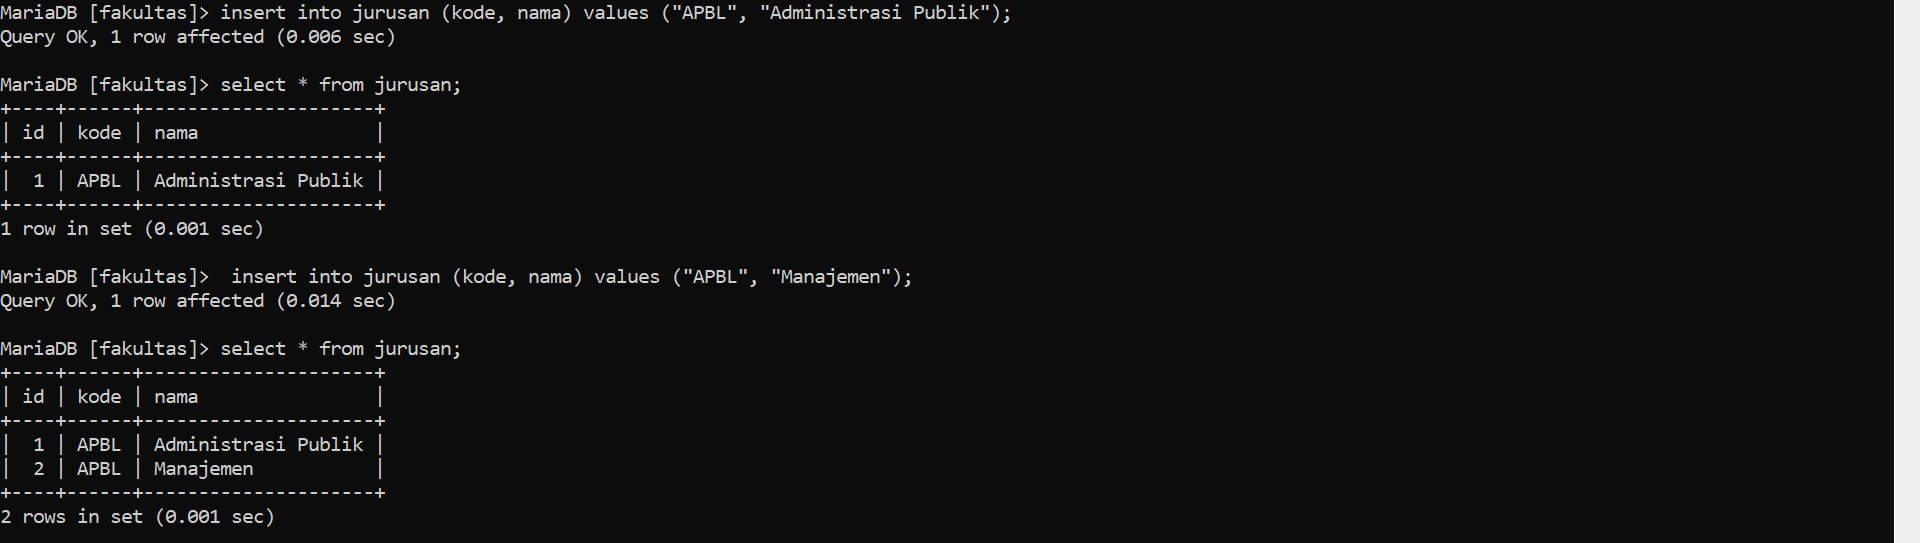 MariaDB [fakultas]> insert into jurusan (kode, nama) values ("APBL", "Administrasi Publik");
Query OK, 1 row affected (0.006 sec)
MariaDB [fakultas]> select * from jurusan;
+----+------+---------------------+
| id | kode | nama                |
+----+------+---------------------+
|  1 | APBL | Administrasi Publik |
+----+------+---------------------+
1 row in set (0.001 sec)
MariaDB [fakultas]>  insert into jurusan (kode, nama) values ("APBL", "Manajemen");
Query OK, 1 row affected (0.014 sec)
MariaDB [fakultas]> select * from jurusan;
+----+------+---------------------+
| id | kode | nama                |
+----+------+---------------------+
|  1 | APBL | Administrasi Publik |
|  2 | APBL | Manajemen           |
+----+------+---------------------+
2 rows in set (0.001 sec)